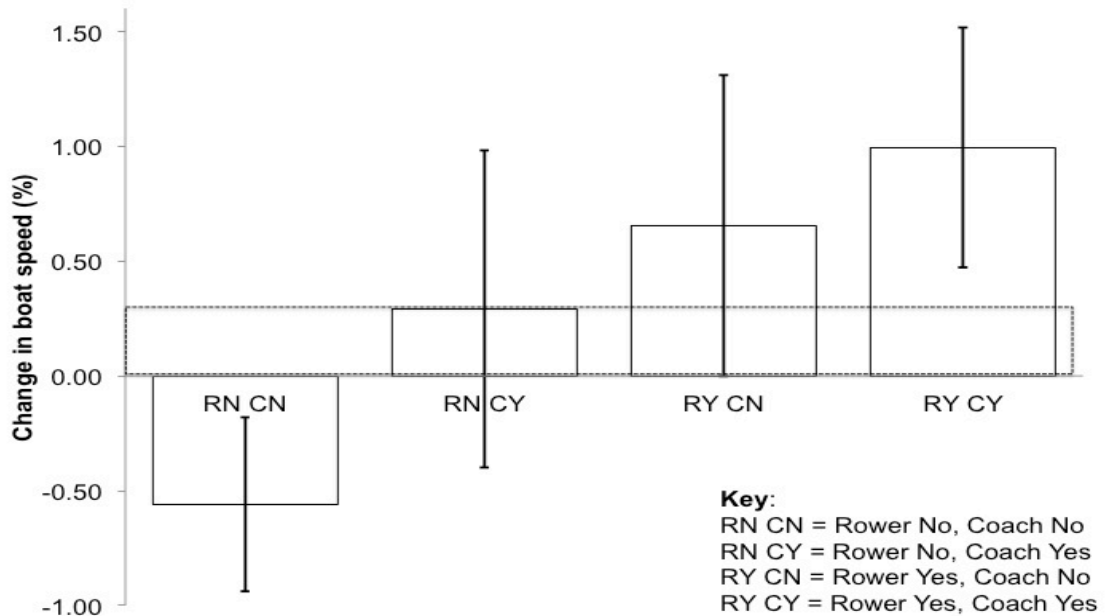 1.50
1.00
0.50
0.00
-0.50
-1.00
Change in boat speed (%)
RN CN
RN CY
RY CN
RY CY
Key:
RN CN = Rower No, Coach No
RN CY = Rower No, Coach Yes
RY CN = Rower Yes, Coach No
RY CY = Rower Yes, Coach Yes